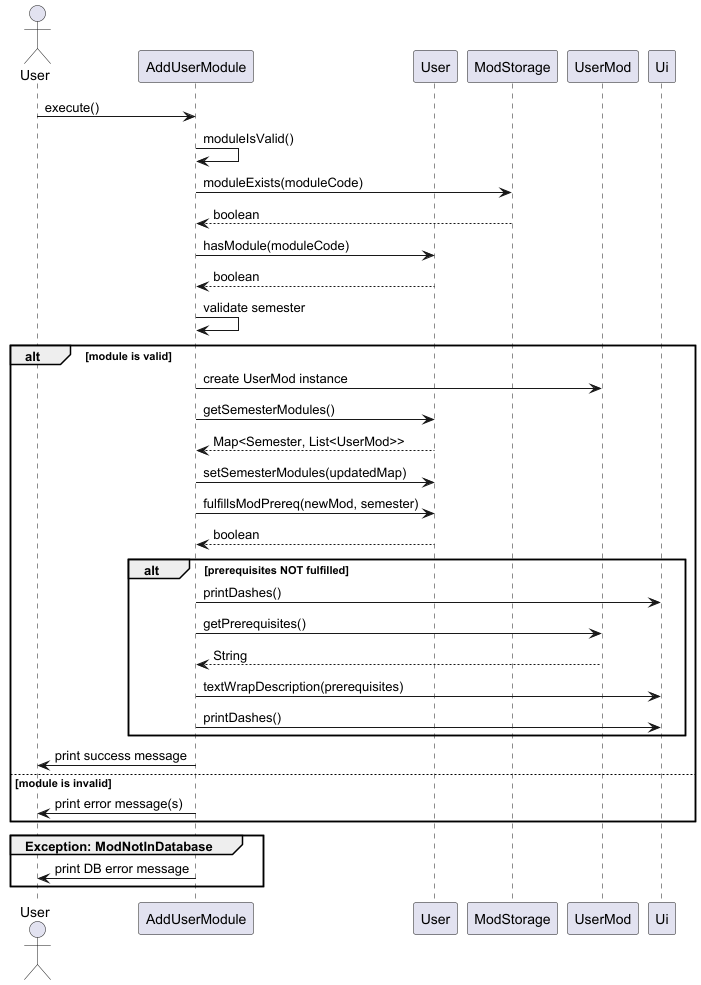 User
AddUserModule
User
ModStorage
UserMod
Ui
execute()
moduleIsValid()
moduleExists(moduleCode)
boolean
hasModule(moduleCode)
boolean
validate semester
alt
[module is valid]
create UserMod instance
getSemesterModules()
Map<Semester, List<UserMod>>
setSemesterModules(updatedMap)
fulfillsModPrereq(newMod, semester)
boolean
alt
[prerequisites NOT fulfilled]
printDashes()
getPrerequisites()
String
textWrapDescription(prerequisites)
printDashes()
print success message
[module is invalid]
print error message(s)
Exception: ModNotInDatabase
print DB error message
User
AddUserModule
User
ModStorage
UserMod
Ui